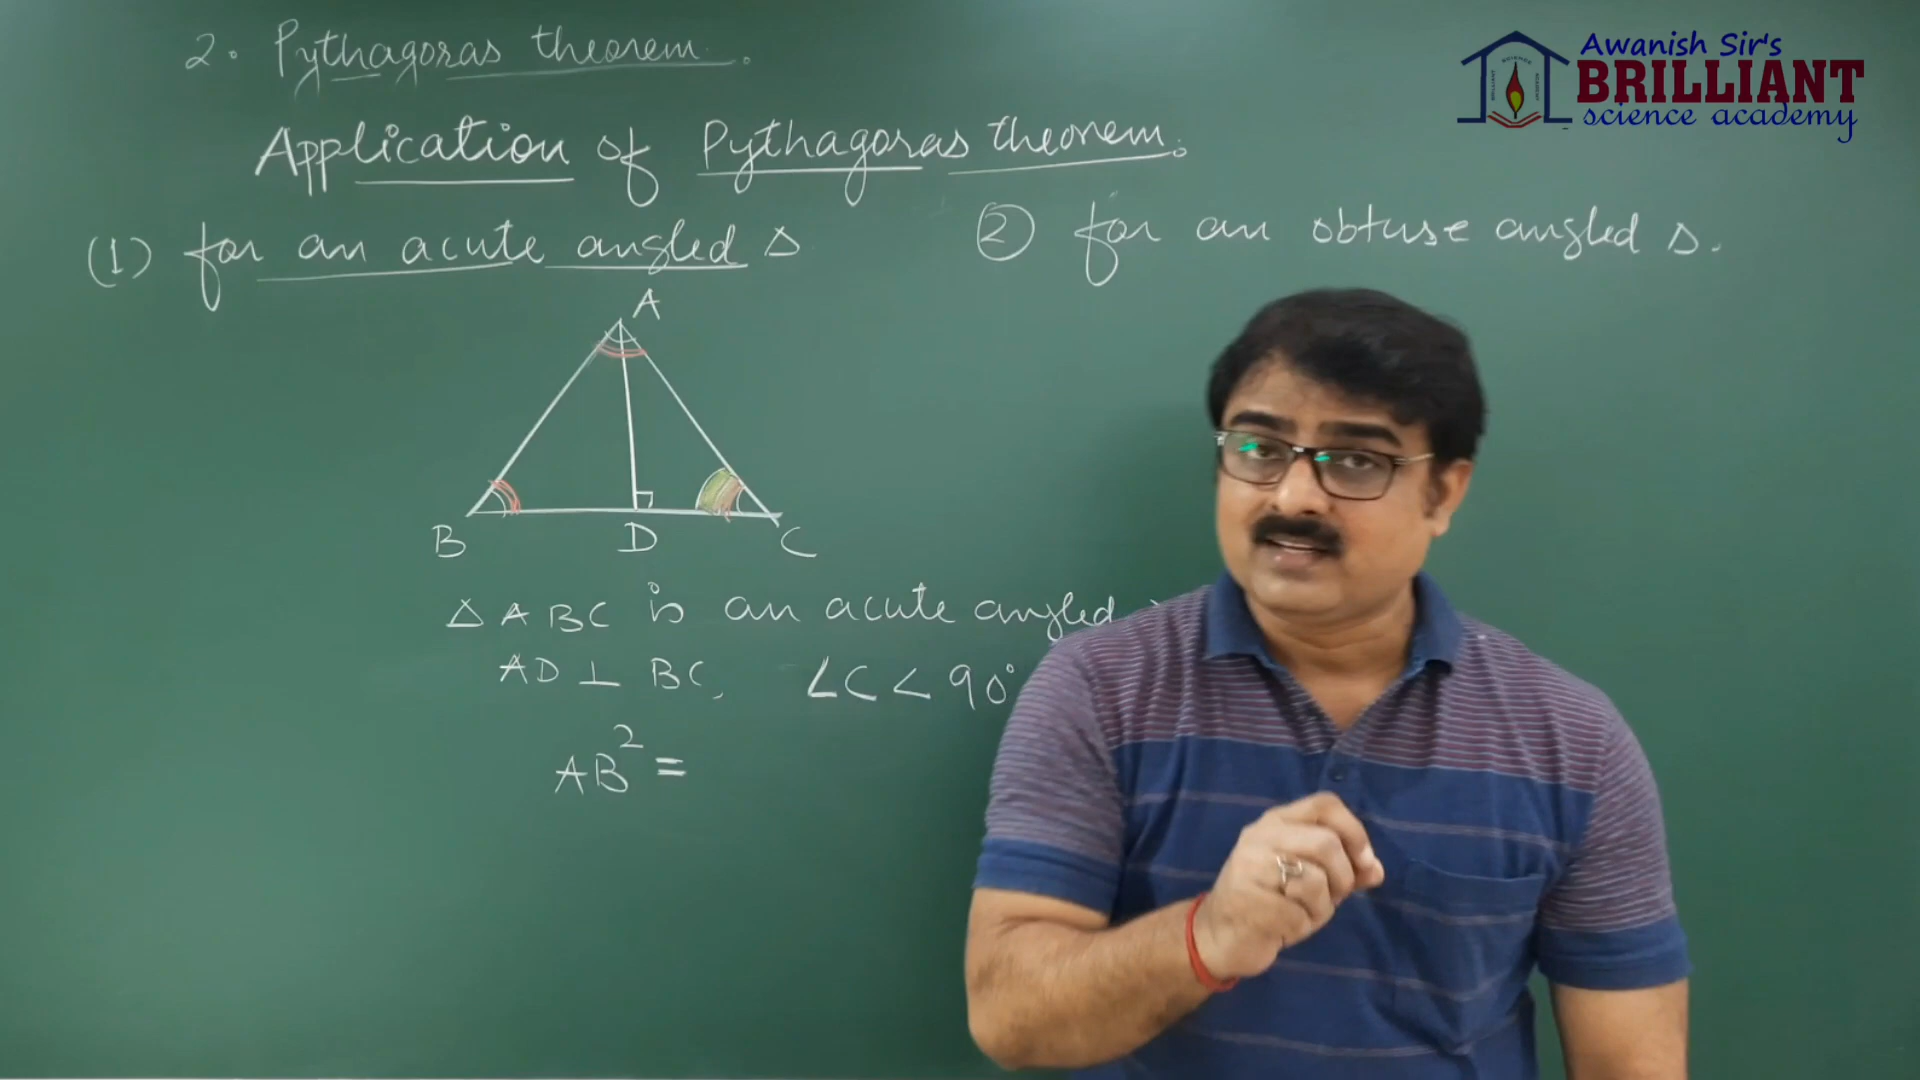 2. Pythagoras theorem.
Application of Pythagoras theorem.
(1) for an acute angled Δ
② for an obtuse angled Δ.
A
B D C
Δ ABC is an acute angled
AD ⊥ BC, ∠C < 90°
AB² =
Awanish Sir's
BRILLIANT
science academy